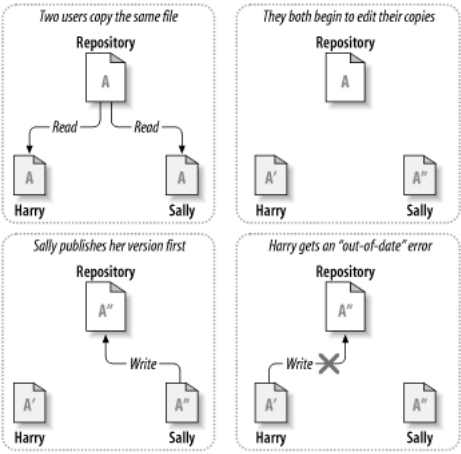 Two users copy the same file
Repository
A
Read
Read
A
A
Harry
Sally
They both begin to edit their copies
Repository
A
A'
A"
Harry
Sally
Sally publishes her version first
Repository
A"
Write
A'
A"
Harry
Sally
Harry gets an "out-of-date" error
Repository
A"
Write
A'
A"
Harry
Sally